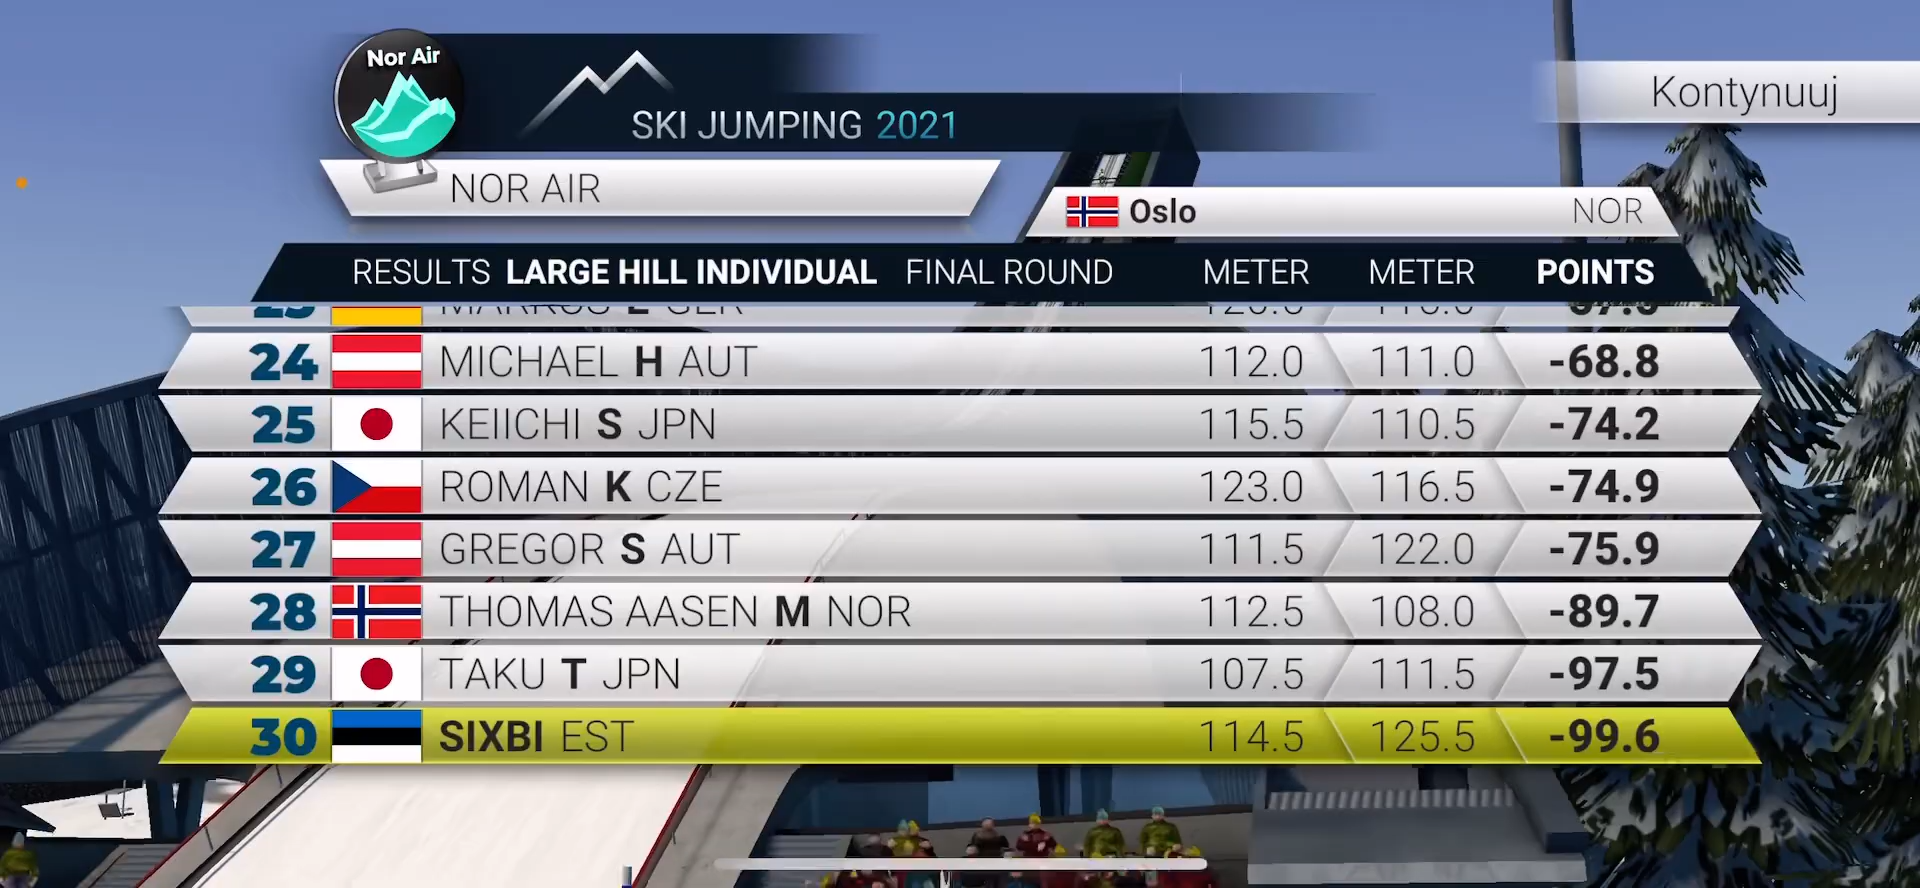 Nor Air
SKI JUMPING 2021
Kontynuuj
NOR AIR
Oslo NOR
RESULTS LARGE HILL INDIVIDUAL FINAL ROUND METER METER POINTS
24 MICHAEL H AUT 112.0 111.0 -68.8
25 KEIICHI S JPN 115.5 110.5 -74.2
26 ROMAN K CZE 123.0 116.5 -74.9
27 GREGOR S AUT 111.5 122.0 -75.9
28 THOMAS AASEN M NOR 112.5 108.0 -89.7
29 TAKU T JPN 107.5 111.5 -97.5
30 SIXBI EST 114.5 125.5 -99.6